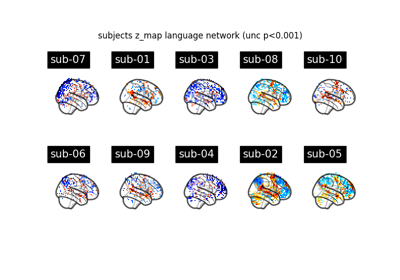 subjects z_map language network (unc p<0.001)
sub-07 sub-01 sub-03 sub-08 sub-10
sub-06 sub-09 sub-04 sub-02 sub-05